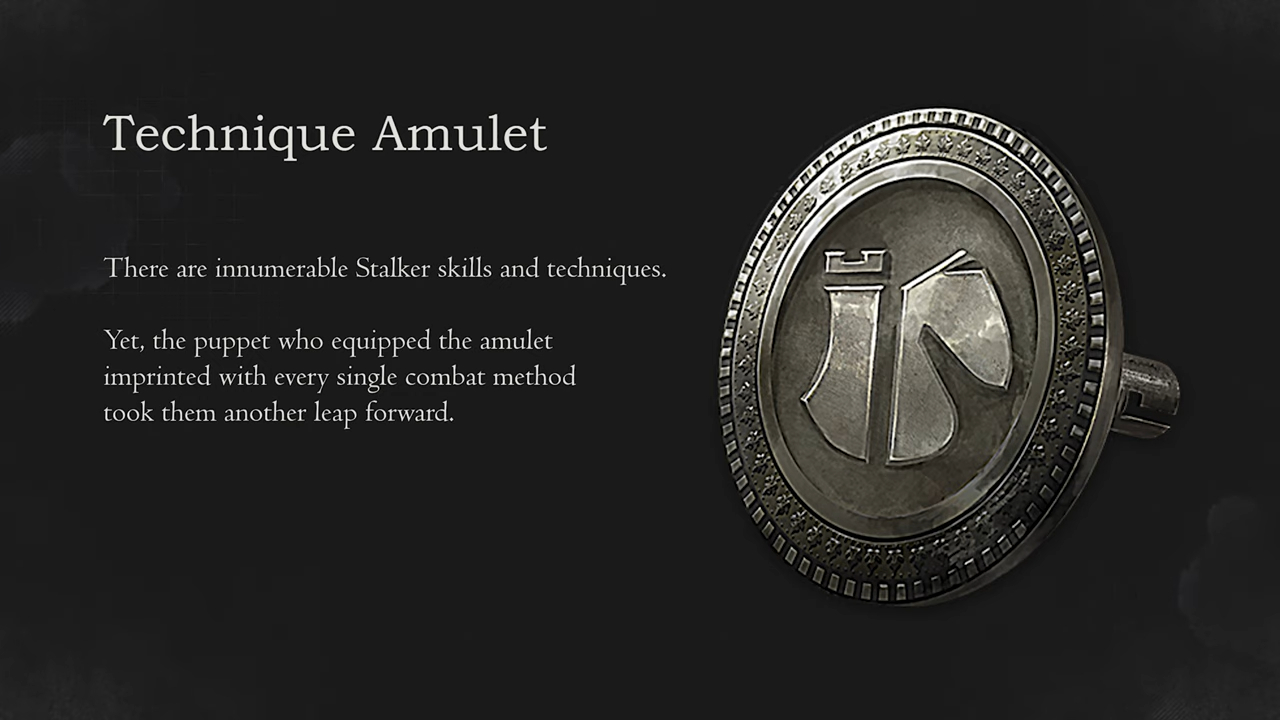 Technique Amulet
There are innumerable Stalker skills and techniques.
Yet, the puppet who equipped the amulet
imprinted with every single combat method
took them another leap forward.